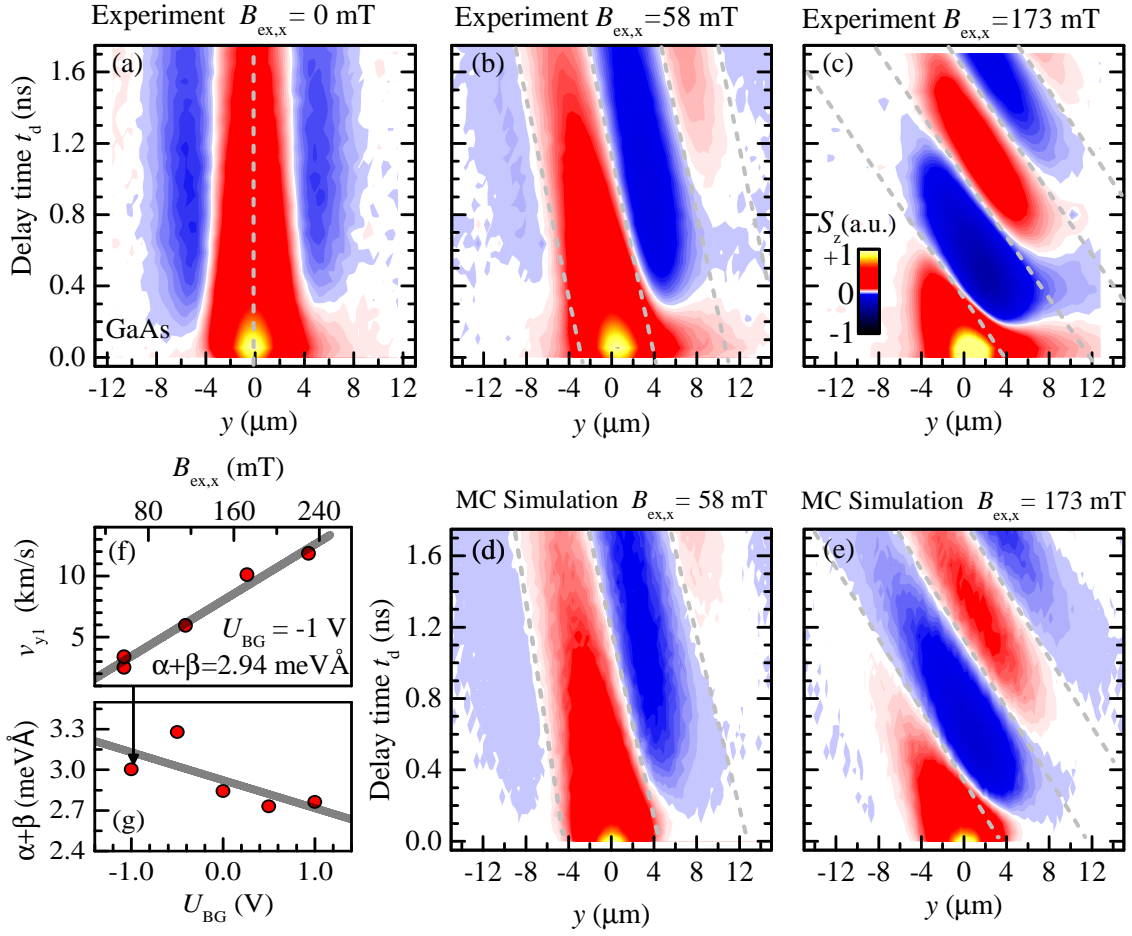 Experiment B_ex,x = 0 mT
Experiment B_ex,x =58 mT
Experiment B_ex,x =173 mT
(a)
(b)
(c)
Delay time t_d (ns)
1.6
1.2
0.8
0.4
0.0
GaAs
S_z (a.u.)
+1
0
-1
-12 -8 -4 0 4 8 12
-12 -8 -4 0 4 8 12
-12 -8 -4 0 4 8 12
y (μm)
y (μm)
y (μm)
B_ex,x (mT)
80 160 240
(f)
v_y1 (km/s)
10
5
U_BG = -1 V
α+β=2.94 meVÅ
α+β (meVÅ)
3.3
3.0
2.7
2.4
(g)
-1.0 0.0 1.0
U_BG (V)
MC Simulation B_ex,x = 58 mT
MC Simulation B_ex,x = 173 mT
(d)
(e)
Delay time t_d (ns)
1.6
1.2
0.8
0.4
0.0
-12 -8 -4 0 4 8 12
-12 -8 -4 0 4 8 12
y (μm)
y (μm)